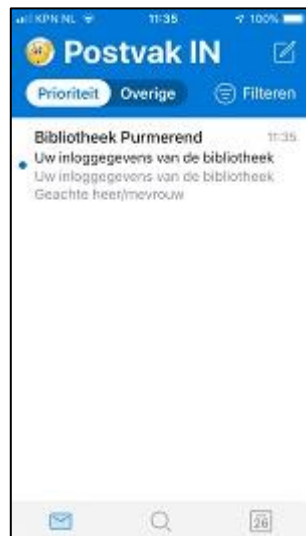 KPN NL 11:35 100%
Postvak IN
Prioriteit Overige Filteren
Bibliotheek Purmerend 11:35
Uw inloggegevens van de bibliotheek
Uw inloggegevens van de bibliotheek
Geachte heer/mevrouw
26